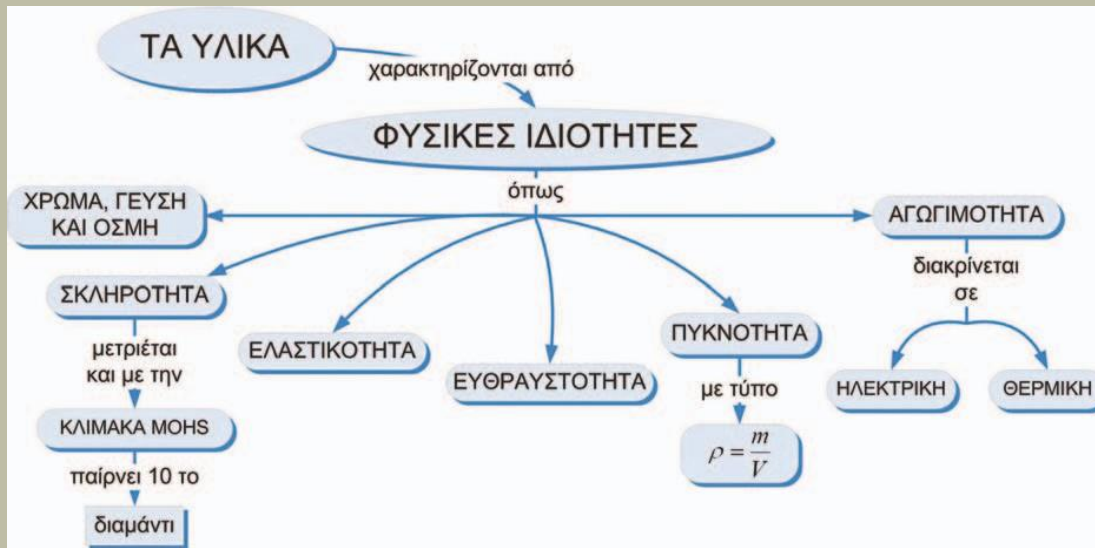 ΤΑ ΥΛΙΚΑ
χαρακτηρίζονται από
ΦΥΣΙΚΕΣ ΙΔΙΟΤΗΤΕΣ
όπως
ΧΡΩΜΑ, ΓΕΥΣΗ
ΚΑΙ ΟΣΜΗ
ΑΓΩΓΙΜΟΤΗΤΑ
διακρίνεται
σε
ΗΛΕΚΤΡΙΚΗ
ΘΕΡΜΙΚΗ
ΣΚΛΗΡΟΤΗΤΑ
μετριέται
και με την
ΚΛΙΜΑΚΑ MOHS
παίρνει 10 το
διαμάντι
ΕΛΑΣΤΙΚΟΤΗΤΑ
ΕΥΘΡΑΥΣΤΟΤΗΤΑ
ΠΥΚΝΟΤΗΤΑ
με τύπο
ρ = m/V